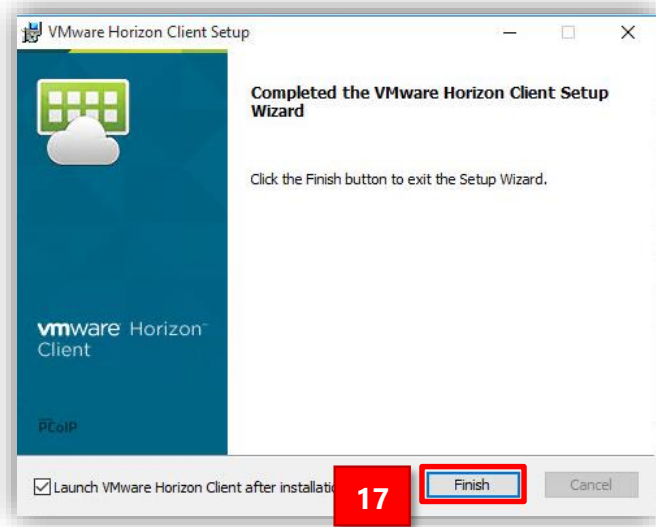 VMware Horizon Client Setup
Completed the VMware Horizon Client Setup
Wizard
Click the Finish button to exit the Setup Wizard.
vmware Horizon™
Client
PCoIP
Launch VMware Horizon Client after installatio
17
Finish
Cancel